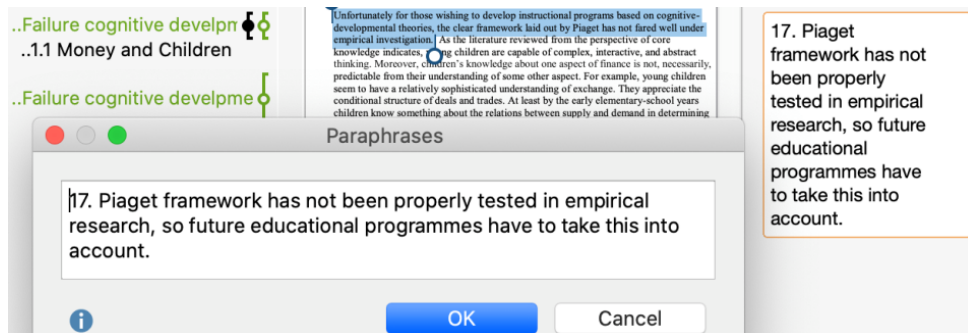 ..Failure cognitive develpn
..1.1 Money and Children
..Failure cognitive develpme
Unfortunately for those wishing to develop instructional programs based on cognitive-
developmental theories, the clear framework laid out by Piaget has not fared well under
empirical investigation. As the literature reviewed from the perspective of core
knowledge indicates, young children are capable of complex, interactive, and abstract
thinking. Moreover, children's knowledge about one aspect of finance is not, necessarily,
predictable from their understanding of some other aspect. For example, young children
seem to have a relatively sophisticated understanding of exchange. They appreciate the
conditional structure of deals and trades. At least by the early elementary-school years
children know something about the relations between supply and demand in determining
17. Piaget
framework has not
been properly
tested in empirical
research, so future
educational
programmes have
to take this into
account.
Paraphrases
17. Piaget framework has not been properly tested in empirical
research, so future educational programmes have to take this into
account.
OK
Cancel